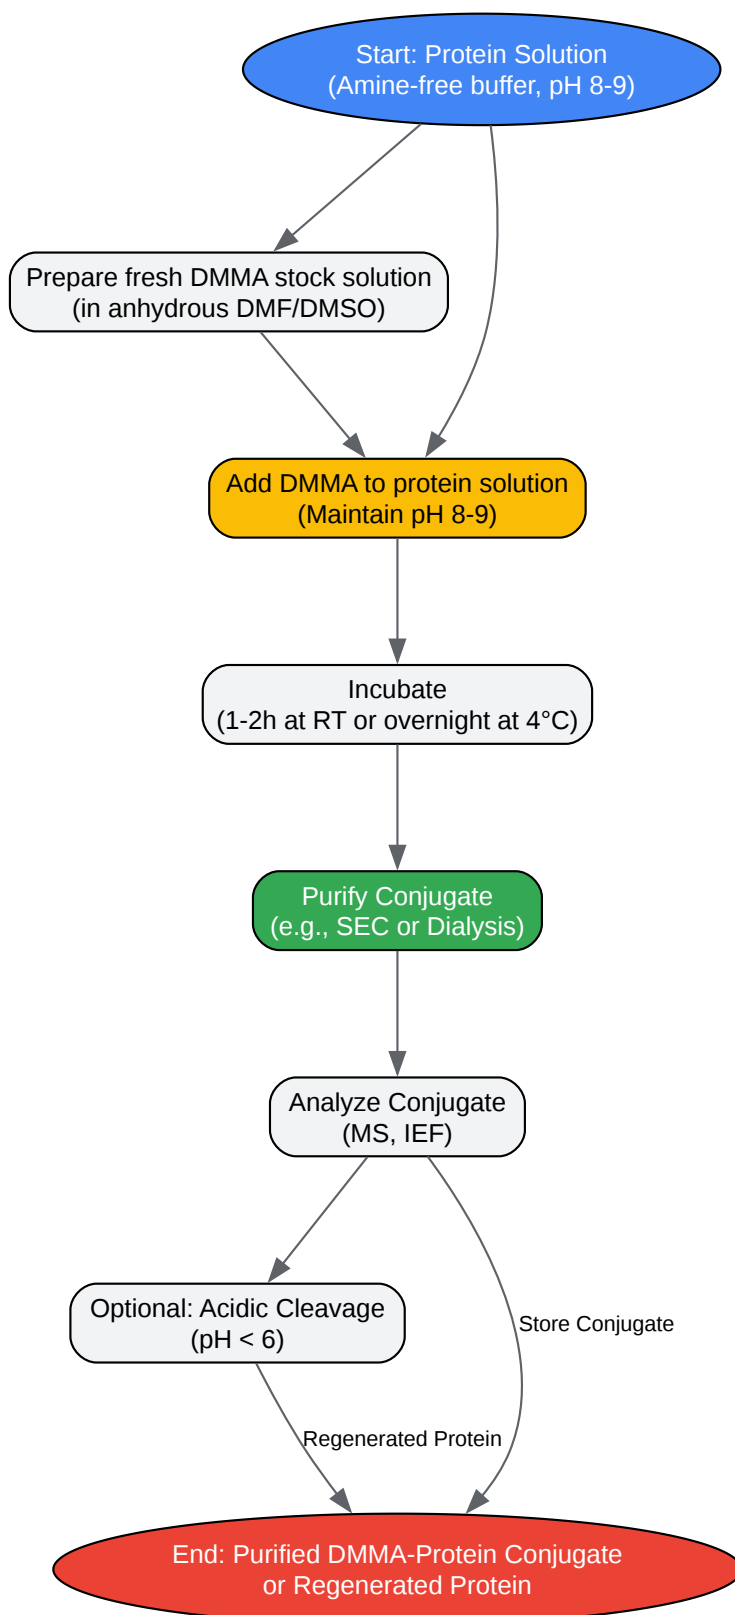 Start: Protein Solution
(Amine-free buffer, pH 8-9)
Prepare fresh DMMA stock solution
(in anhydrous DMF/DMSO)
Add DMMA to protein solution
(Maintain pH 8-9)
Incubate
(1-2h at RT or overnight at 4°C)
Purify Conjugate
(e.g., SEC or Dialysis)
Analyze Conjugate
(MS, IEF)
Optional: Acidic Cleavage
(pH < 6)
Store Conjugate
Regenerated Protein
End: Purified DMMA-Protein Conjugate
or Regenerated Protein